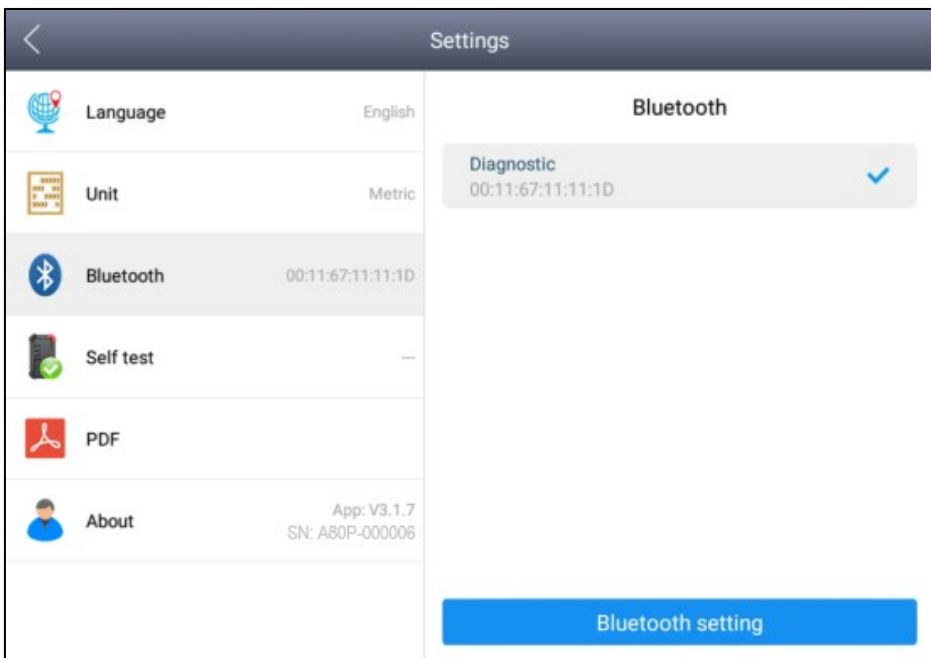 Settings
Language English
Unit Metric
Bluetooth 00:11:67:11:11:1D
Self test —
PDF
About App: V3.1.7
SN: A80P-000006
Bluetooth
Diagnostic
00:11:67:11:11:1D
Bluetooth setting